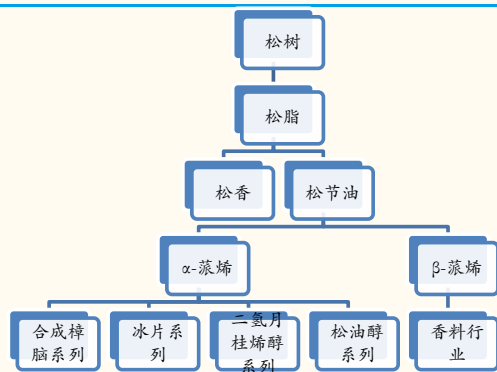 松树
松脂
松香
松节油
α-蒎烯
β-蒎烯
合成樟
脑系列
冰片系
列
二氢月
桂烯醇
系列
松油醇
系列
香料行
业